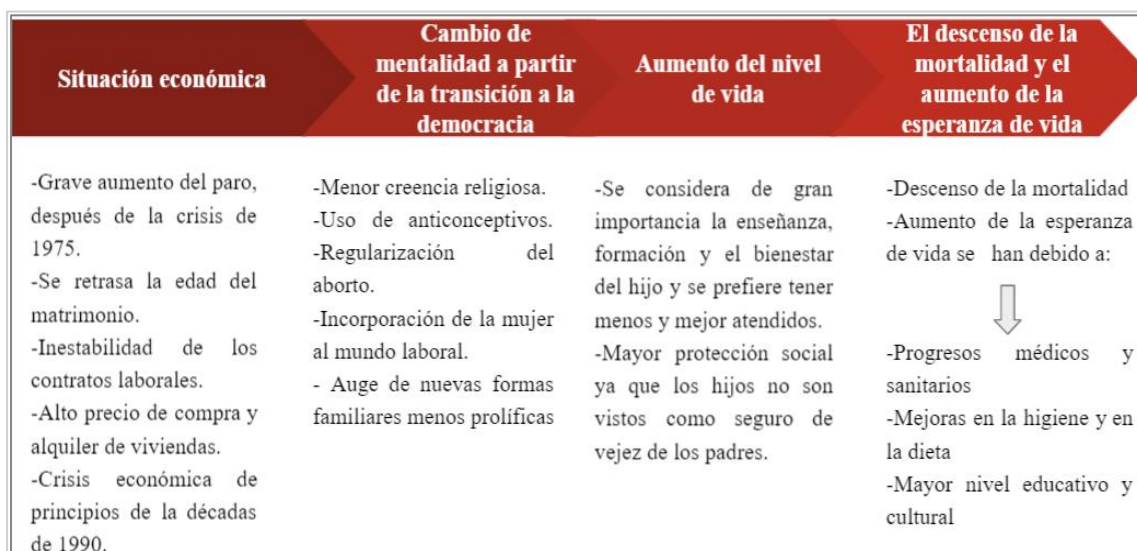 Situación económica
Cambio de
mentalidad a partir
de la transición a la
democracia
Aumento del nivel
de vida
El descenso de la
mortalidad y el
aumento de la
esperanza de vida
-Grave aumento del paro,
después de la crisis de
1975.
-Se retrasa la edad del
matrimonio.
-Inestabilidad de los
contratos laborales.
-Alto precio de compra y
alquiler de viviendas.
-Crisis económica de
principios de la décadas
de 1990.
-Menor creencia religiosa.
-Uso de anticonceptivos.
-Regularización del
aborto.
-Incorporación de la mujer
al mundo laboral.
- Auge de nuevas formas
familiares menos prolíficas
-Se considera de gran
importancia la enseñanza,
formación y el bienestar
del hijo y se prefiere tener
menos y mejor atendidos.
-Mayor protección social
ya que los hijos no son
vistos como seguro de
vejez de los padres.
-Descenso de la mortalidad
-Aumento de la esperanza
de vida se han debido a:
-Progresos médicos y
sanitarios
-Mejoras en la higiene y en
la dieta
-Mayor nivel educativo y
cultural